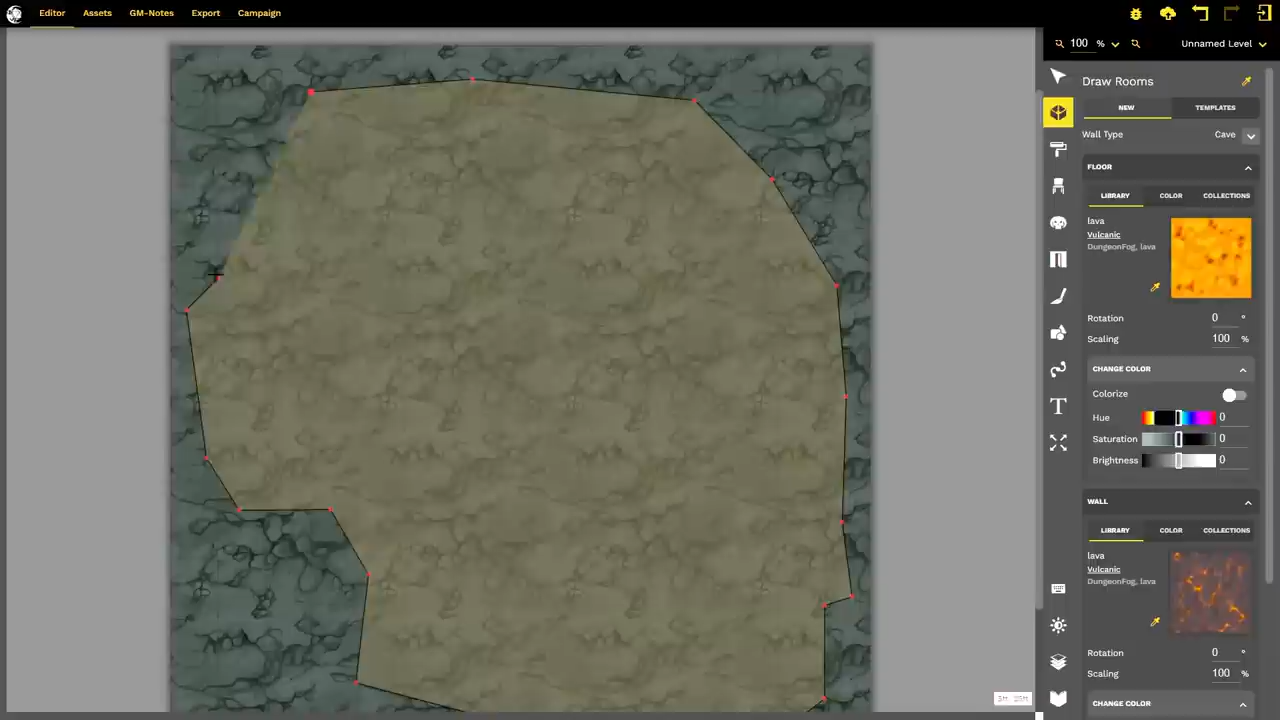 Editor Assets GM-Notes Export Campaign
100 %
Unnamed Level
Draw Rooms
NEW TEMPLATES
Wall Type Cave
FLOOR
LIBRARY COLOR COLLECTIONS
lava
Vulcanic
DungeonFog, lava
Rotation 0 °
Scaling 100 %
CHANGE COLOR
Colorize
Hue 0
Saturation 0
Brightness 0
WALL
LIBRARY COLOR COLLECTIONS
lava
Vulcanic
DungeonFog, lava
Rotation 0 °
Scaling 100 %
CHANGE COLOR